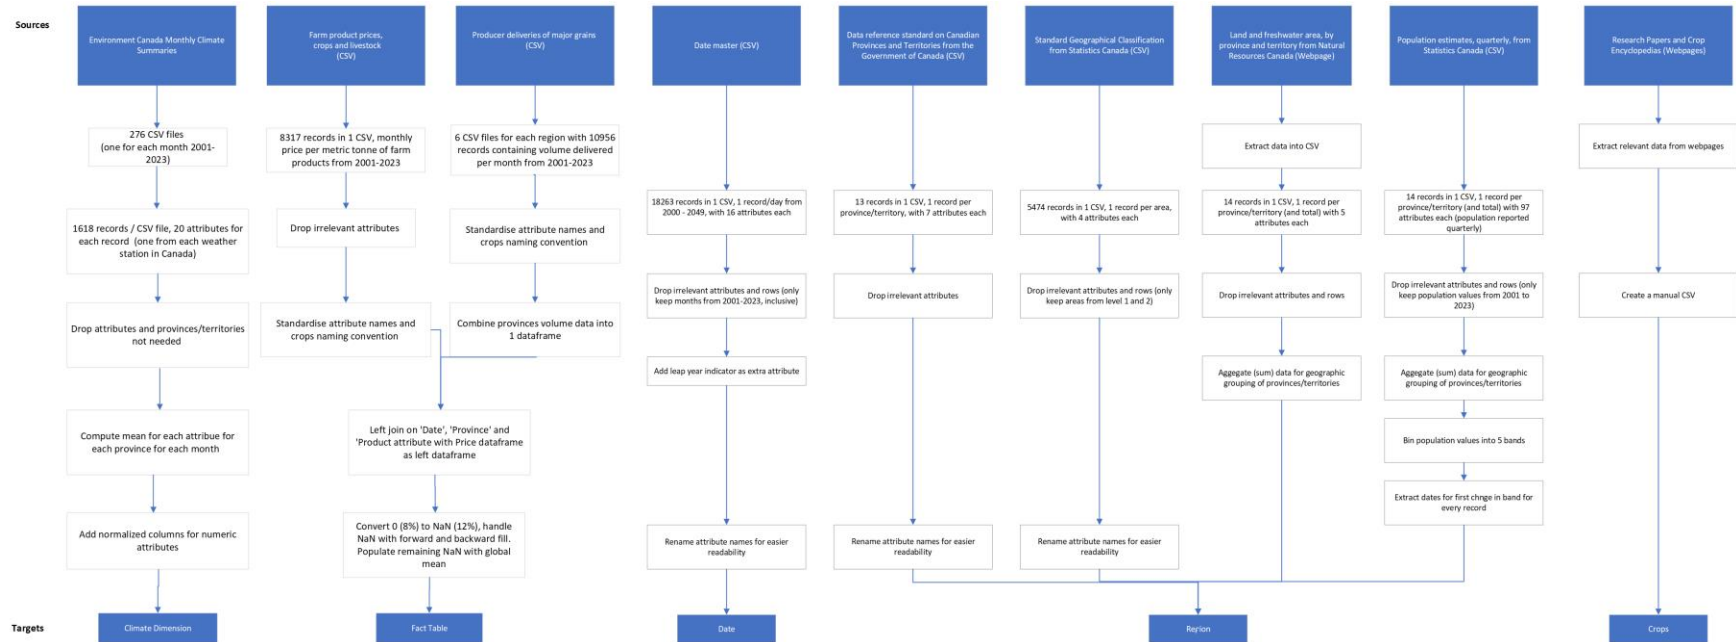 Sources
Environment Canada Monthly Climate
Summaries
Farm product prices,
crops and livestock
(CSV)
Producer deliveries of major grains
(CSV)
Date master (CSV)
Data reference standard on Canadian
Provinces and Territories from the
Government of Canada (CSV)
Standard Geographical Classification
from Statistics Canada (CSV)
Land and freshwater area, by
province and territory from Natural
Resources Canada (Webpage)
Population estimates, quarterly, from
Statistics Canada (CSV)
Research Papers and Crop
Encyclopedias (Webpages)
276 CSV files
(one for each month 2001-
2023)
8317 records in 1 CSV, monthly
price per metric tonne of farm
products from 2001-2023
6 CSV files for each region with 10956
records containing volume delivered
per month from 2001-2023
Extract data into CSV
Extract relevant data from webpages
1618 records / CSV file, 20 attributes for
each record (one from each weather
station in Canada)
Drop irrelevant attributes
Standardise attribute names and
crops naming convention
18263 records in 1 CSV, 1 record/day from
2000 - 2049, with 16 attributes each
13 records in 1 CSV, 1 record per
province/territory, with 7 attributes each
5474 records in 1 CSV, 1 record per area,
with 4 attributes each
14 records in 1 CSV, 1 record per
province/territory (and total) with 5
attributes each
14 records in 1 CSV, 1 record per
province/territory (and total) with 97
attributes each (population reported
quarterly)
Drop attributes and provinces/territories
not needed
Standardise attribute names and
crops naming convention
Combine provinces volume data into
1 dataframe
Drop irrelevant attributes and rows (only
keep months from 2001-2023, inclusive)
Drop irrelevant attributes
Drop irrelevant attributes and rows (only
keep areas from level 1 and 2)
Drop irrelevant attributes and rows
Drop irrelevant attributes and rows (only
keep population values from 2001 to
2023)
Create a manual CSV
Add leap year indicator as extra attribute
Aggegate (sum) data for geographic
grouping of provinces/territories
Aggegate (sum) data for geographic
grouping of provinces/territories
Compute mean for each attribue for
each province for each month
Left join on 'Date', 'Province' and
'Product attribute with Price dataframe
as left dataframe
Bin population values into 5 bands
Extract dates for first chnge in band for
every record
Add normalized columns for numeric
attributes
Convert 0 (8%) to NaN (12%), handle
NaN with forward and backward fill.
Populate remaining NaN with global
mean
Rename attribute names for easier
readability
Rename attribute names for easier
readability
Rename attribute names for easier
readability
Targets
Climate Dimension
Fact Table
Date
Region
Crops